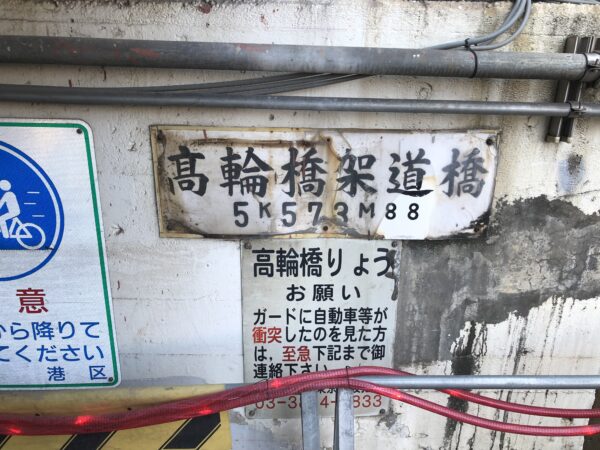 髙輪橋架道橋
5K573M88
高輪橋りょう
お願い
ガードに自動車等が
衝突したのを見た方
は、至急下記まで御
連絡下さい
意
から降りて
てください
港 区